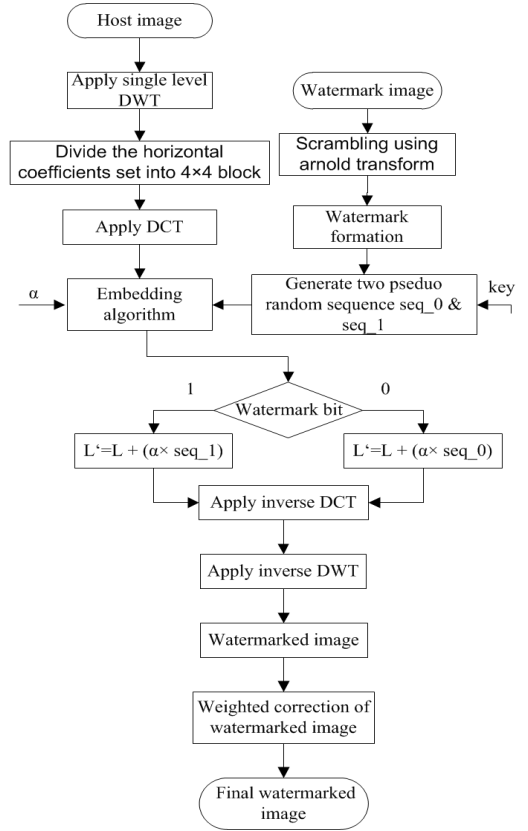 Host image
Apply single level
DWT
Watermark image
Divide the horizontal
coefficients set into 4×4 block
Scrambling using
arnold transform
Apply DCT
Watermark
formation
α
Embedding
algorithm
Generate two pseduo
random sequence seq_0 &
seq_1
key
1
Watermark bit
0
L‘=L + (α× seq_1)
L‘=L + (α× seq_0)
Apply inverse DCT
Apply inverse DWT
Watermarked image
Weighted correction of
watermarked image
Final watermarked
image